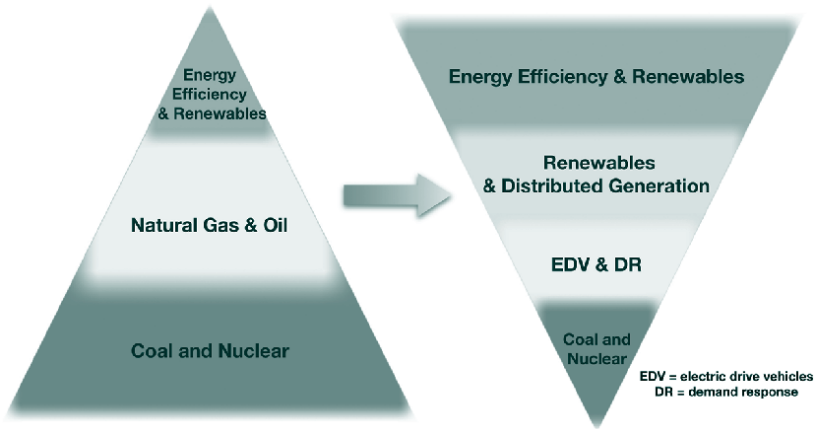 Energy
Efficiency
& Renewables
Natural Gas & Oil
Coal and Nuclear
Energy Efficiency & Renewables
Renewables
& Distributed Generation
EDV & DR
Coal and
Nuclear
EDV = electric drive vehicles
DR = demand response